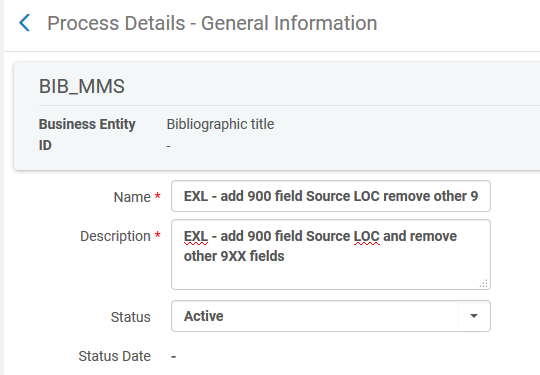 Process Details - General Information
BIB_MMS
Business Entity Bibliographic title
ID -
Name * EXL - add 900 field Source LOC remove other 9
Description * EXL - add 900 field Source LOC and remove
other 9XX fields
Status Active
Status Date -